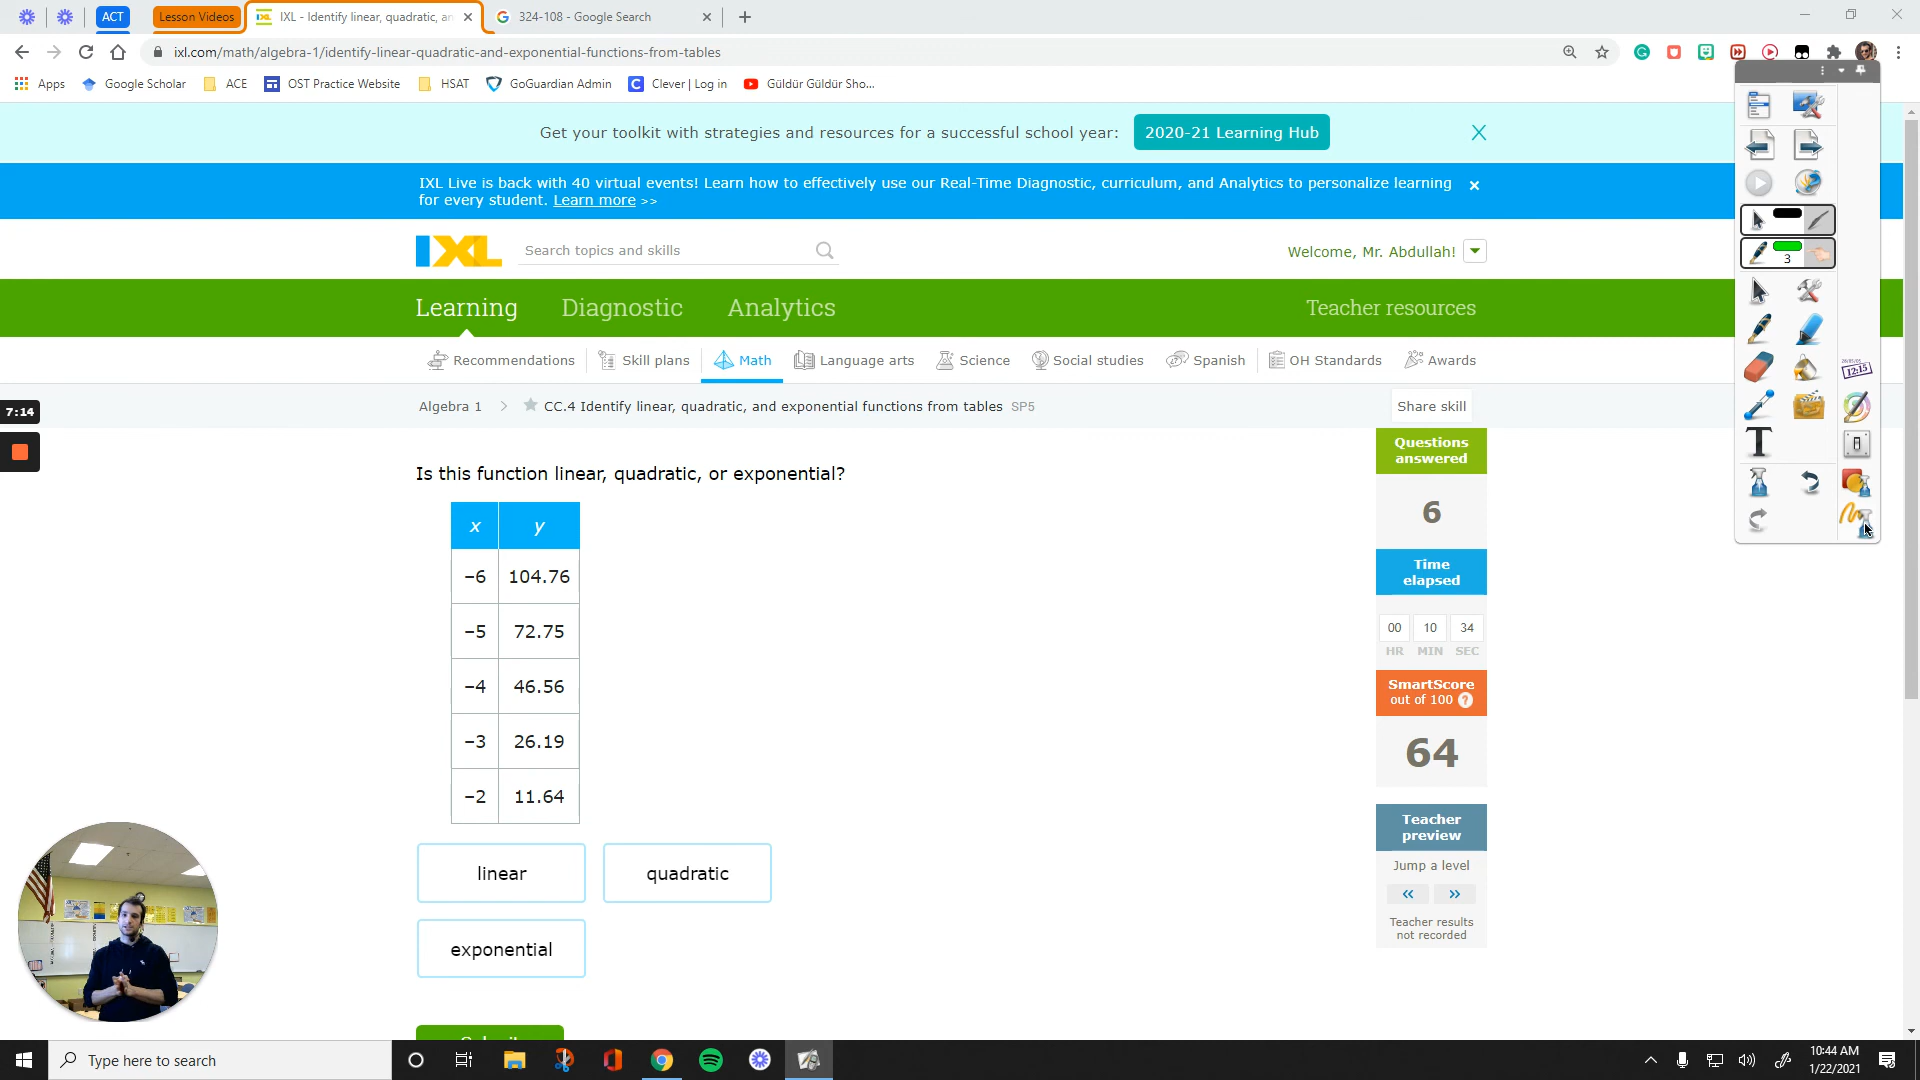 ACT
Lesson Videos
IXL - Identify linear, quadratic, an
324-108 - Google Search
ixl.com/math/algebra-1/identify-linear-quadratic-and-exponential-functions-from-tables
Apps
Google Scholar
ACE
OST Practice Website
HSAT
GoGuardian Admin
Clever | Log in
Güldür Güldür Sho...
Get your toolkit with strategies and resources for a successful school year:
2020-21 Learning Hub
IXL Live is back with 40 virtual events! Learn how to effectively use our Real-Time Diagnostic, curriculum, and Analytics to personalize learning
for every student. Learn more >>
IXL
Search topics and skills
Welcome, Mr. Abdullah!
3
Learning
Diagnostic
Analytics
Teacher resources
Recommendations
Skill plans
Math
Language arts
Science
Social studies
Spanish
OH Standards
Awards
12:15
7:14
Algebra 1 > CC.4 Identify linear, quadratic, and exponential functions from tables SP5
Share skill
T
Is this function linear, quadratic, or exponential?
x y
–6 104.76
–5 72.75
–4 46.56
–3 26.19
–2 11.64
linear
quadratic
exponential
Questions
answered
6
Time
elapsed
00 10 34
HR MIN SEC
SmartScore
out of 100 ?
64
Teacher
preview
Jump a level
Teacher results
not recorded
Type here to search
10:44 AM
1/22/2021